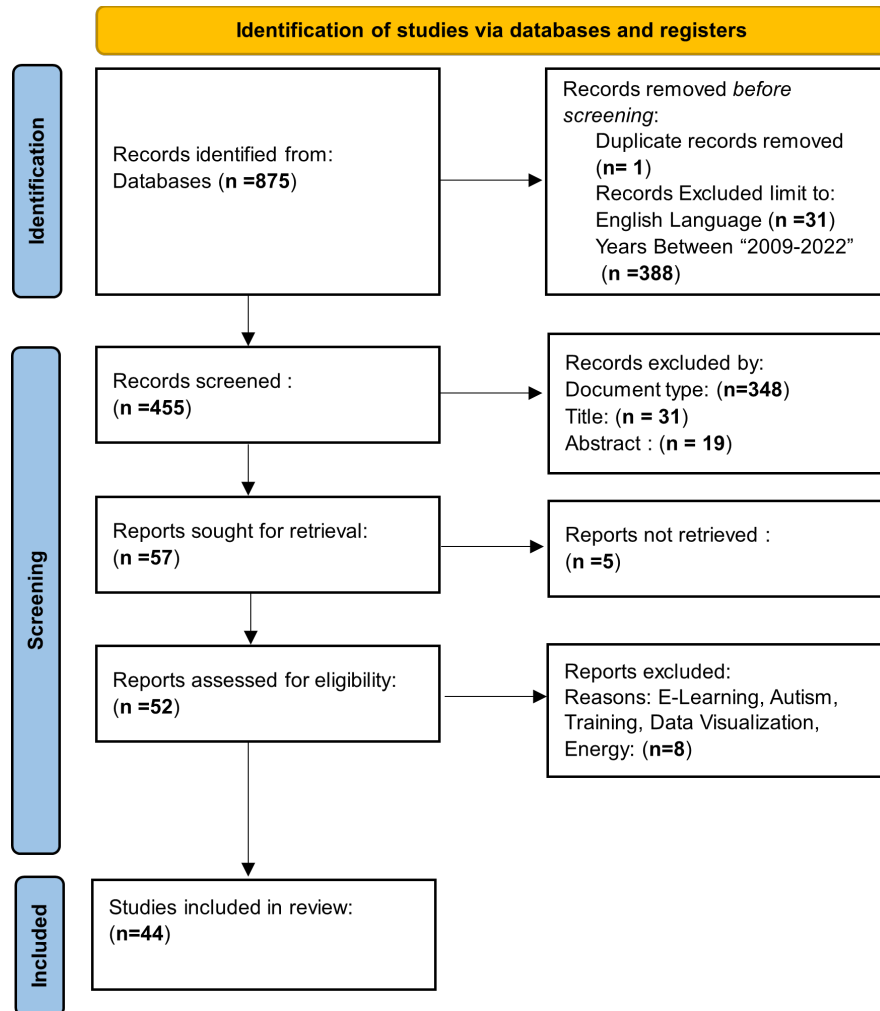 Identification of studies via databases and registers
Identification
Records identified from:
Databases (n =875)
Records removed before
screening:
Duplicate records removed
(n= 1)
Records Excluded limit to:
English Language (n =31)
Years Between “2009-2022”
(n =388)
Screening
Records screened :
(n =455)
Records excluded by:
Document type: (n=348)
Title: (n = 31)
Abstract : (n = 19)
Reports sought for retrieval:
(n =57)
Reports not retrieved :
(n =5)
Reports assessed for eligibility:
(n =52)
Reports excluded:
Reasons: E-Learning, Autism,
Training, Data Visualization,
Energy: (n=8)
Included
Studies included in review:
(n=44)